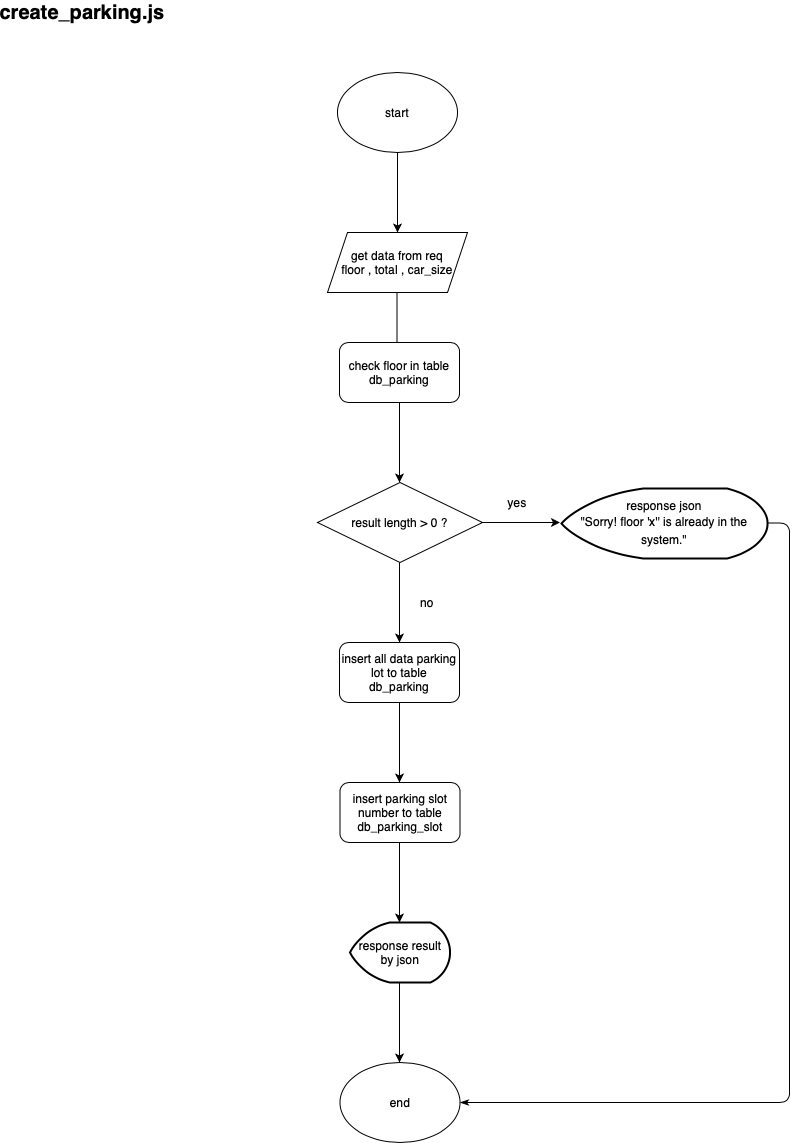 create_parking.js
start
get data from req
floor , total , car_size
check floor in table
db_parking
result length > 0 ?
yes
response json
"Sorry! floor 'x" is already in the
system."
no
insert all data parking
lot to table
db_parking
insert parking slot
number to table
db_parking_slot
response result
by json
end